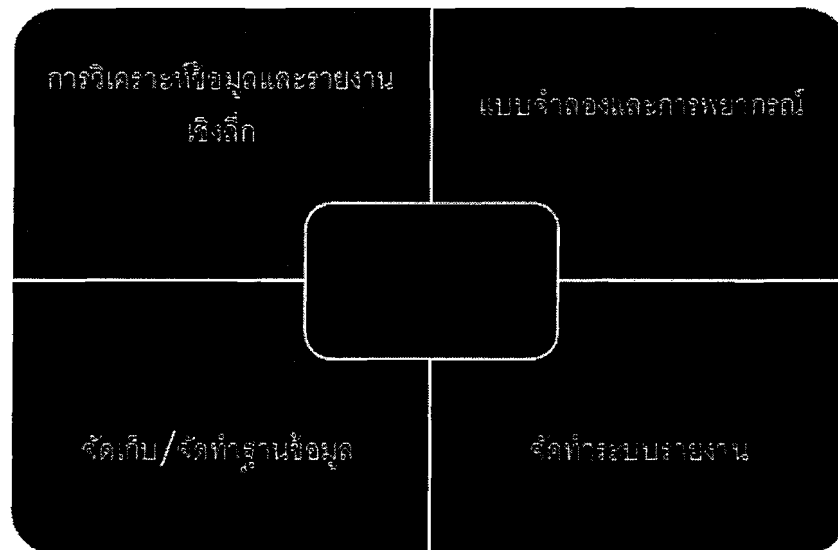 การวิเคราะห์ข้อมูลและรายงาน
เชิงลึก
แบบจำลองและการพยากรณ์
จัดเก็บ/จัดทำฐานข้อมูล
จัดทำระบบรายงาน